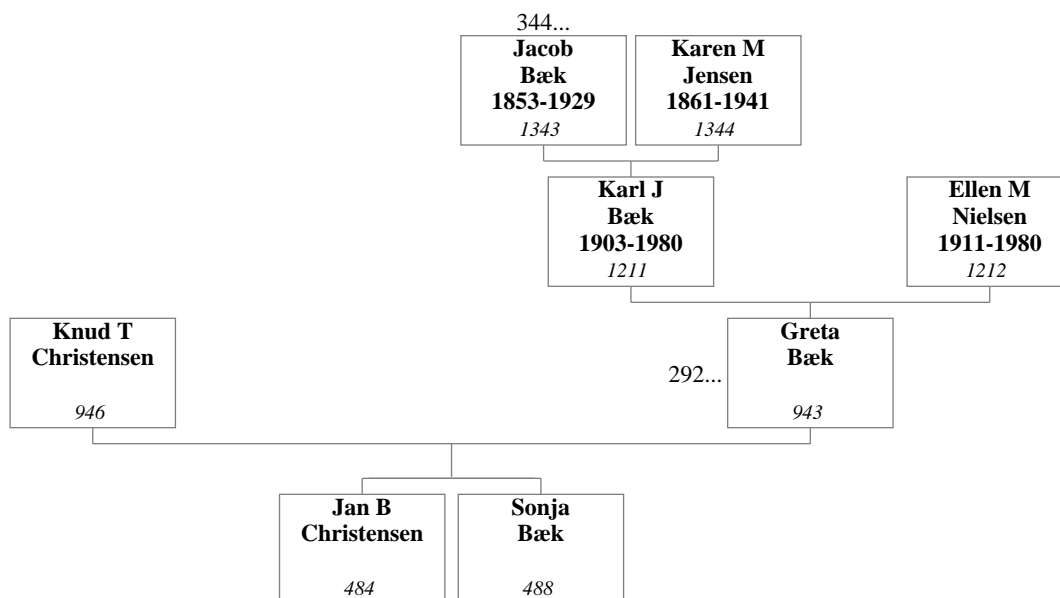 344...
Jacob
Bæk
1853-1929
1343
Karen M
Jensen
1861-1941
1344
Karl J
Bæk
1903-1980
1211
Ellen M
Nielsen
1911-1980
1212
Knud T
Christensen
946
292...
Greta
Bæk
943
Jan B
Christensen
484
Sonja
Bæk
488